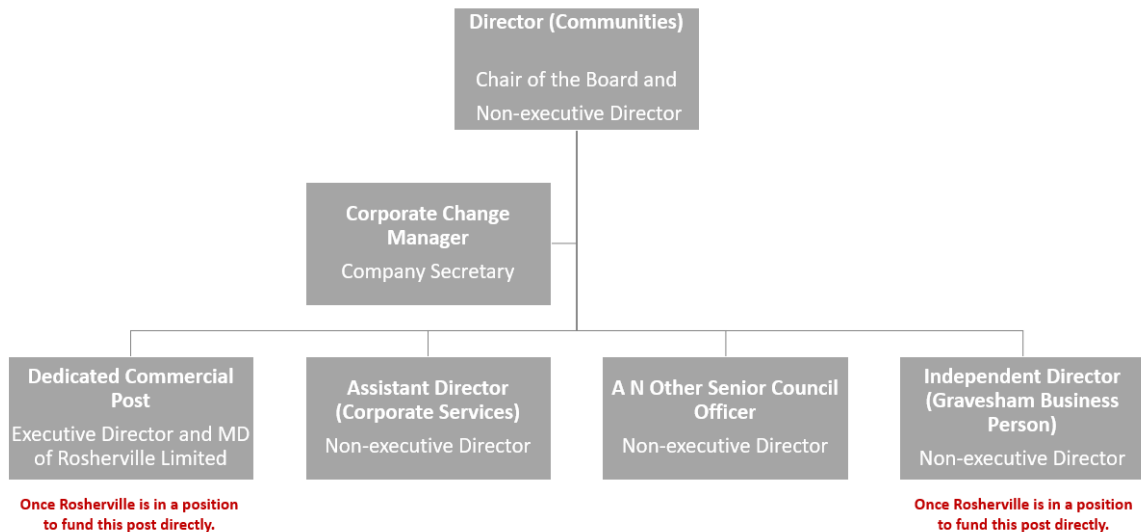 Director (Communities)
Chair of the Board and
Non-executive Director
Corporate Change
Manager
Company Secretary
Dedicated Commercial
Post
Executive Director and MD
of Rosherville Limited
Once Rosherville is in a position
to fund this post directly.
Assistant Director
(Corporate Services)
Non-executive Director
A N Other Senior Council
Officer
Non-executive Director
Independent Director
(Gravesham Business
Person)
Non-executive Director
Once Rosherville is in a position
to fund this post directly.